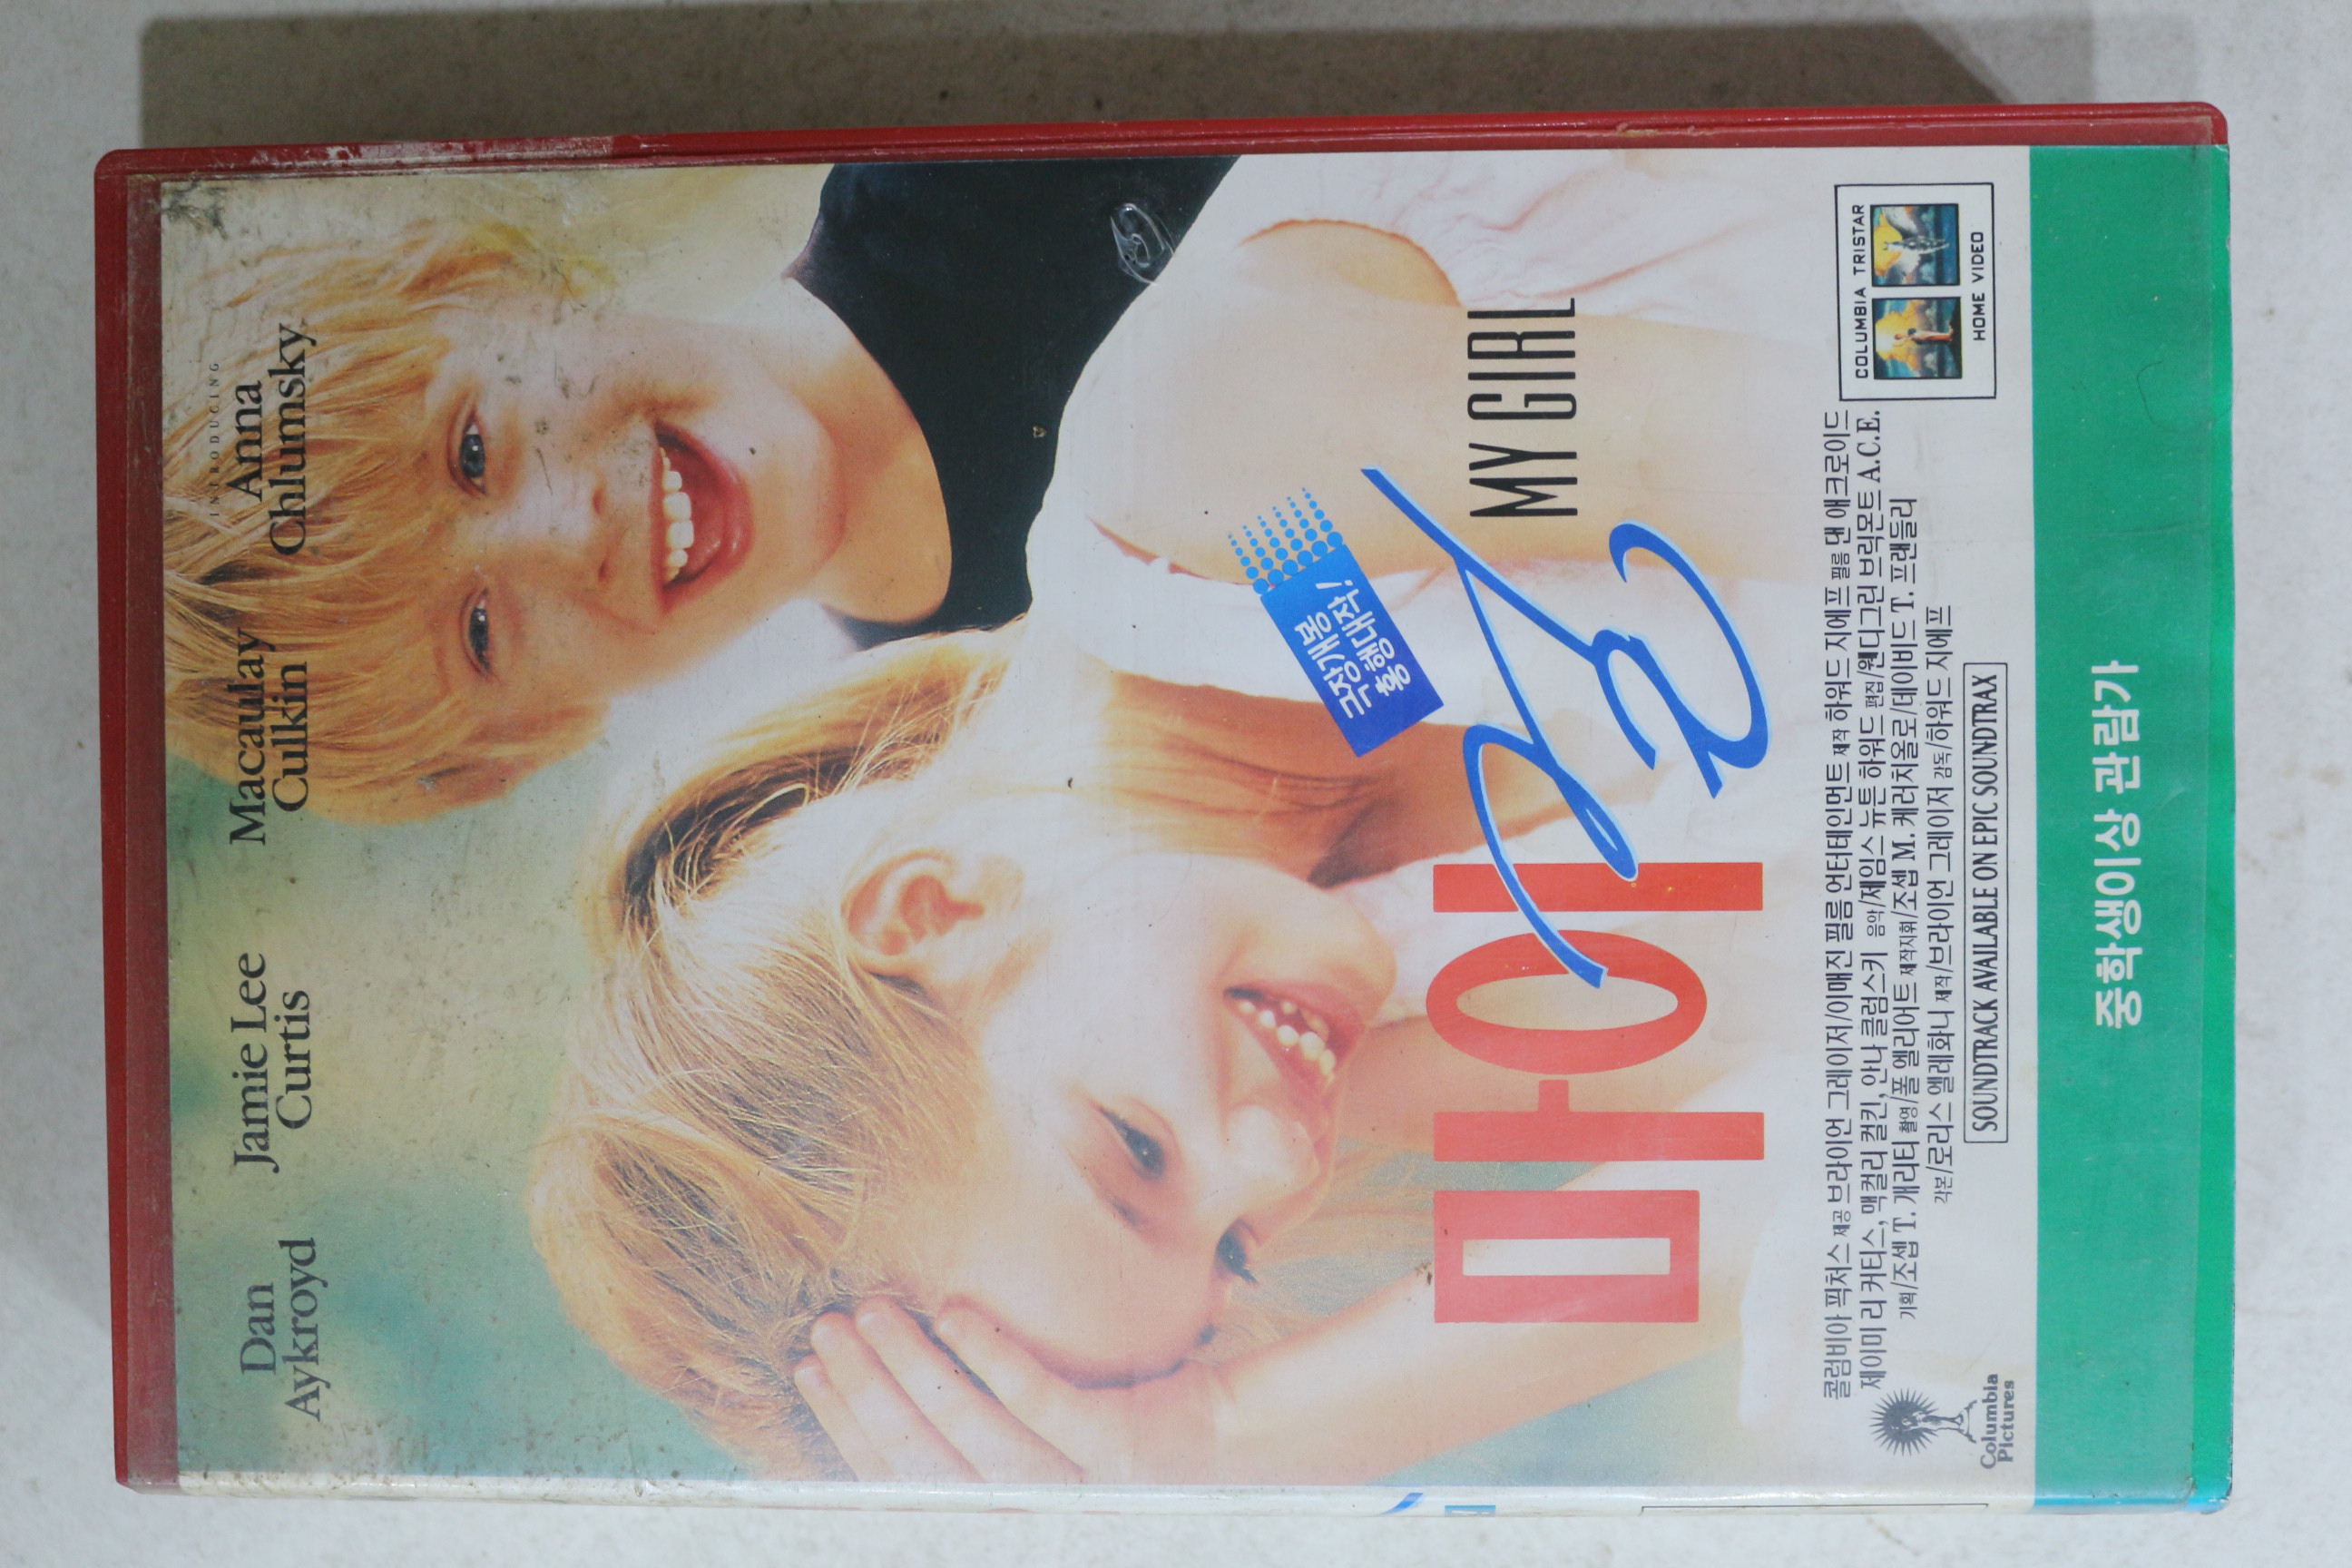 Dan
Aykroyd
Jamie Lee
Curtis
Macaulay
Culkin
INTRODUCING
Anna
Chlumsky
극장개봉
흥행대작!
마이 걸
MY GIRL
콜럼비아 픽처스 제공 브라이언 그레이저/이매진 필름 언터테인먼트 제작 하워드 지에프 필름 댄 애크로이드
제이미 리 커티스, 맥컬리 컬킨, 안나 클럼스키 음악/제임스 뉴튼 하워드 편집/웬디그린 브릭몬트 A.C.E.
기획/조셉 T. 개리티 촬영/폴 엘리어트 제작지휘/조셉 M. 캐러치올로/데이비드 T. 프랜들리
각본/로리스 엘레화니 제작/브라이언 그레이저 감독/하워드 지에프
SOUNDTRACK AVAILABLE ON EPIC SOUNDTRAX
Columbia
Pictures
COLUMBIA TRISTAR
HOME VIDEO
중학생이상 관람가